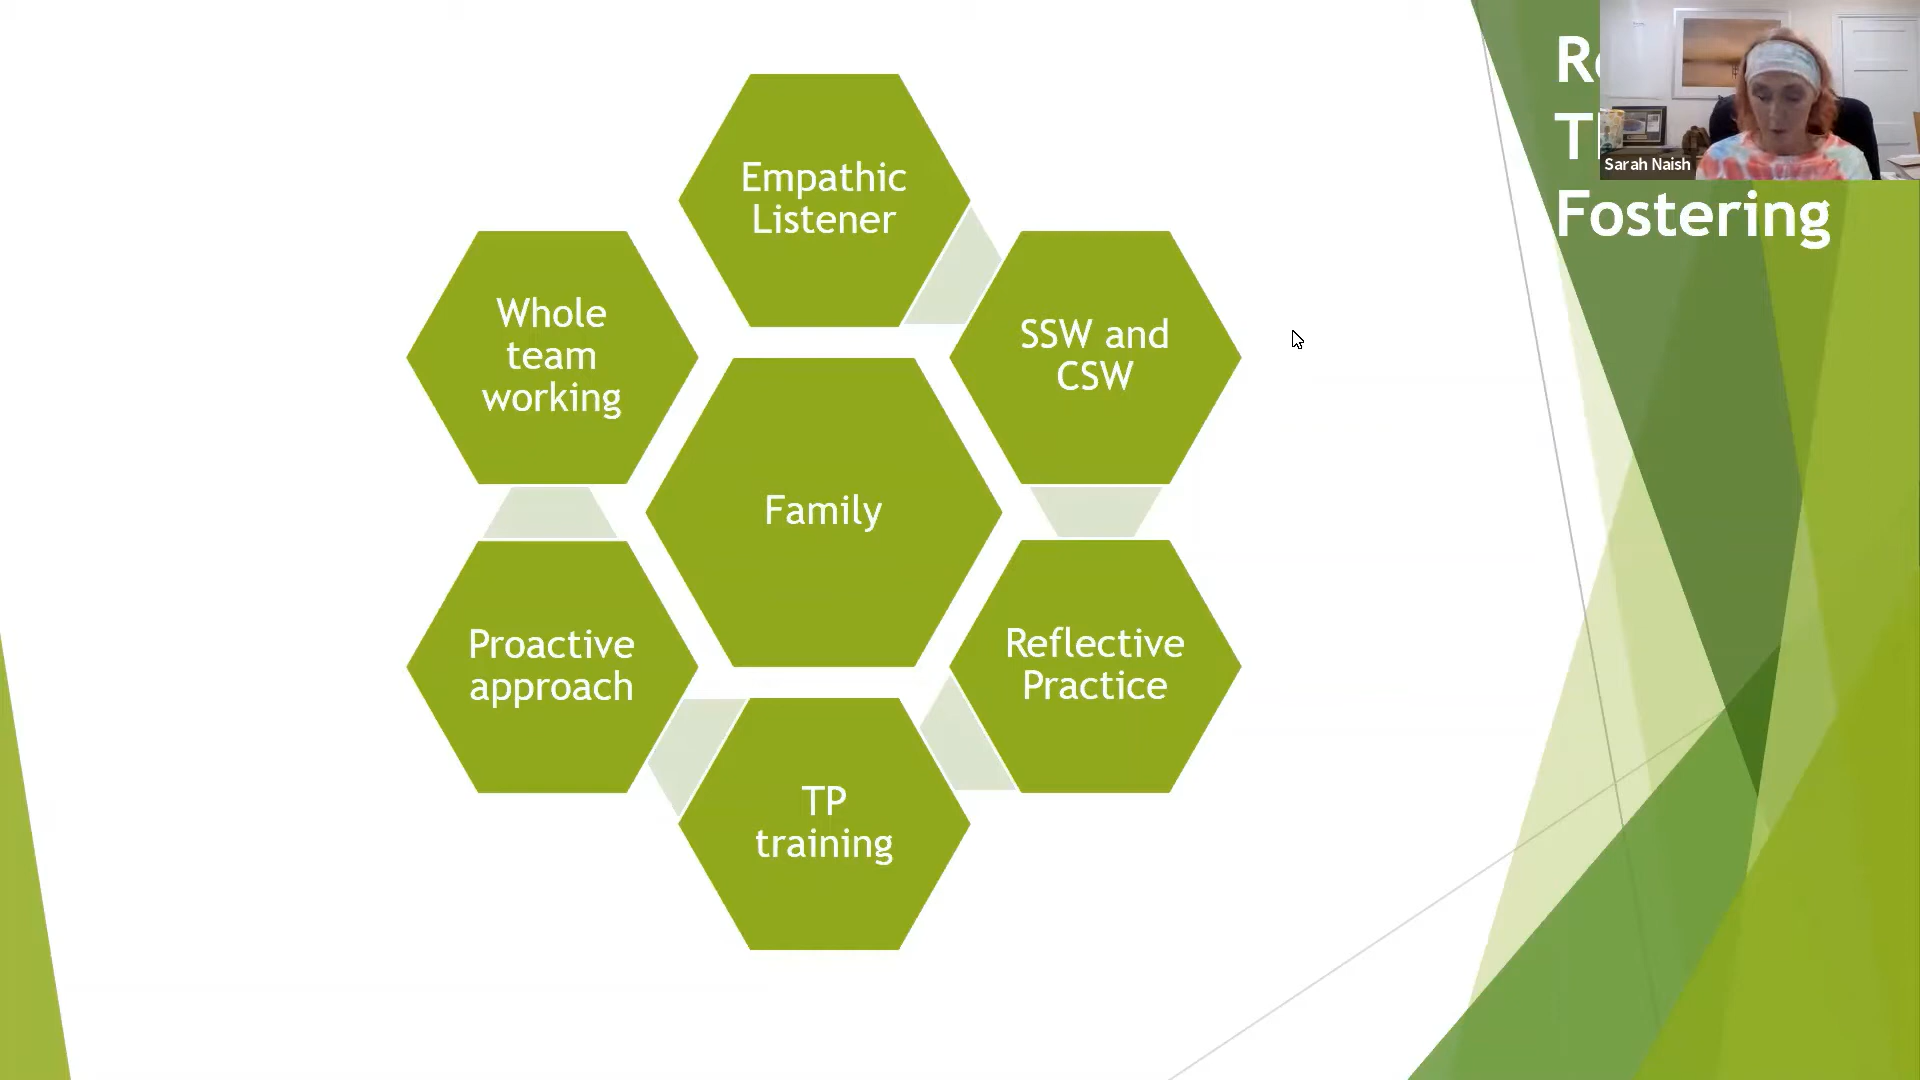 Fostering
Sarah Naish
Empathic
Listener
SSW and
CSW
Reflective
Practice
TP
training
Proactive
approach
Whole
team
working
Family